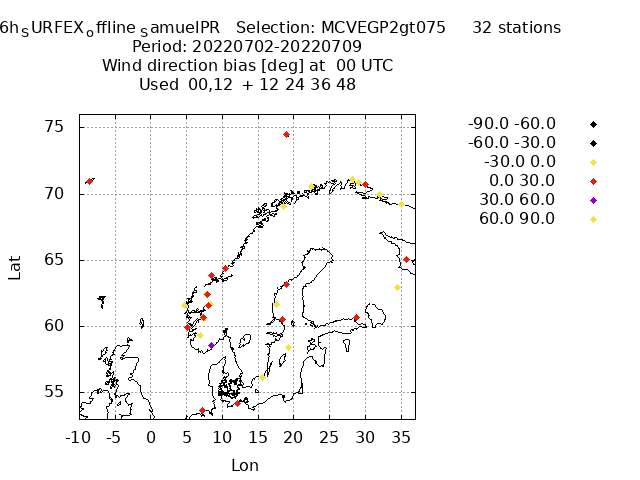 6h_SURFEX_offline_SamuelPR   Selection: MCVEGP2gt075     32 stations
Period: 20220702-20220709
Wind direction bias [deg] at  00 UTC
Used  00,12  + 12 24 36 48
-90.0 -60.0
-60.0 -30.0
-30.0 0.0
0.0 30.0
30.0 60.0
60.0 90.0
75
70
65
60
55
Lat
-10 -5 0 5 10 15 20 25 30 35
Lon